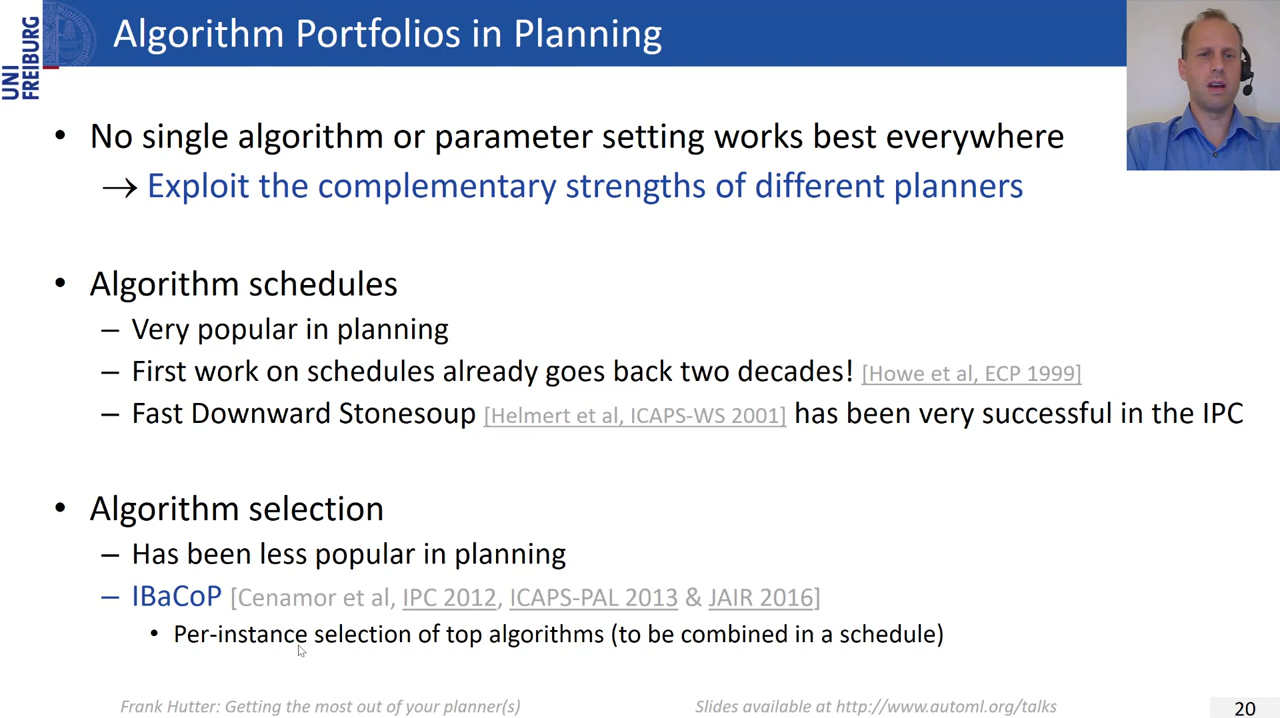 UNI
FREIBURG
Algorithm Portfolios in Planning
• No single algorithm or parameter setting works best everywhere
→ Exploit the complementary strengths of different planners
• Algorithm schedules
– Very popular in planning
– First work on schedules already goes back two decades! [Howe et al, ECP 1999]
– Fast Downward Stonesoup [Helmert et al, ICAPS-WS 2001] has been very successful in the IPC
• Algorithm selection
– Has been less popular in planning
– IBaCoP [Cenamor et al, IPC 2012, ICAPS-PAL 2013 & JAIR 2016]
• Per-instance selection of top algorithms (to be combined in a schedule)
Frank Hutter: Getting the most out of your planner(s)
Slides available at http://www.automl.org/talks
20